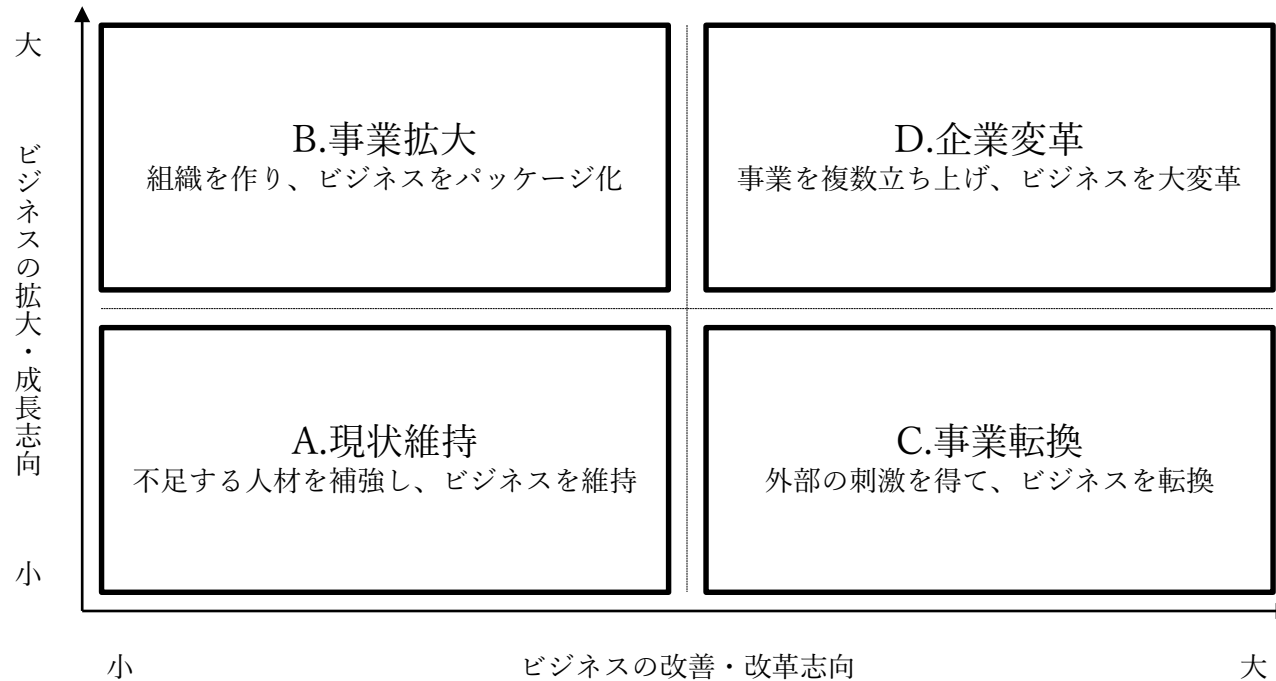 大
ビジネスの拡大・成長志向
小
B.事業拡大
組織を作り、ビジネスをパッケージ化
D.企業変革
事業を複数立ち上げ、ビジネスを大変革
A.現状維持
不足する人材を補強し、ビジネスを維持
C.事業転換
外部の刺激を得て、ビジネスを転換
小
ビジネスの改善・改革志向
大